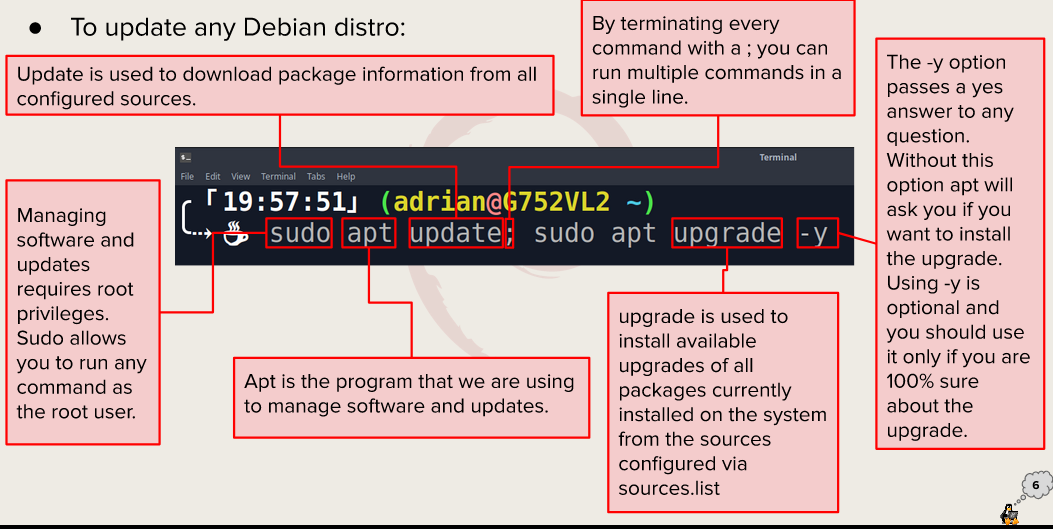 ● To update any Debian distro:
Update is used to download package information from all
configured sources.
By terminating every
command with a ; you can
run multiple commands in a
single line.
The -y option
passes a yes
answer to any
question.
Without this
option apt will
ask you if you
want to install
the upgrade.
Using -y is
optional and
you should use
it only if you are
100% sure
about the
upgrade.
Terminal
File Edit View Terminal Tabs Help
「19:57:51」 (adrian@G752VL2 ~)
sudo apt update; sudo apt upgrade -y
Managing
software and
updates
requires root
privileges.
Sudo allows
you to run any
command as
the root user.
Apt is the program that we are using
to manage software and updates.
upgrade is used to
install available
upgrades of all
packages currently
installed on the system
from the sources
configured via
sources.list
6